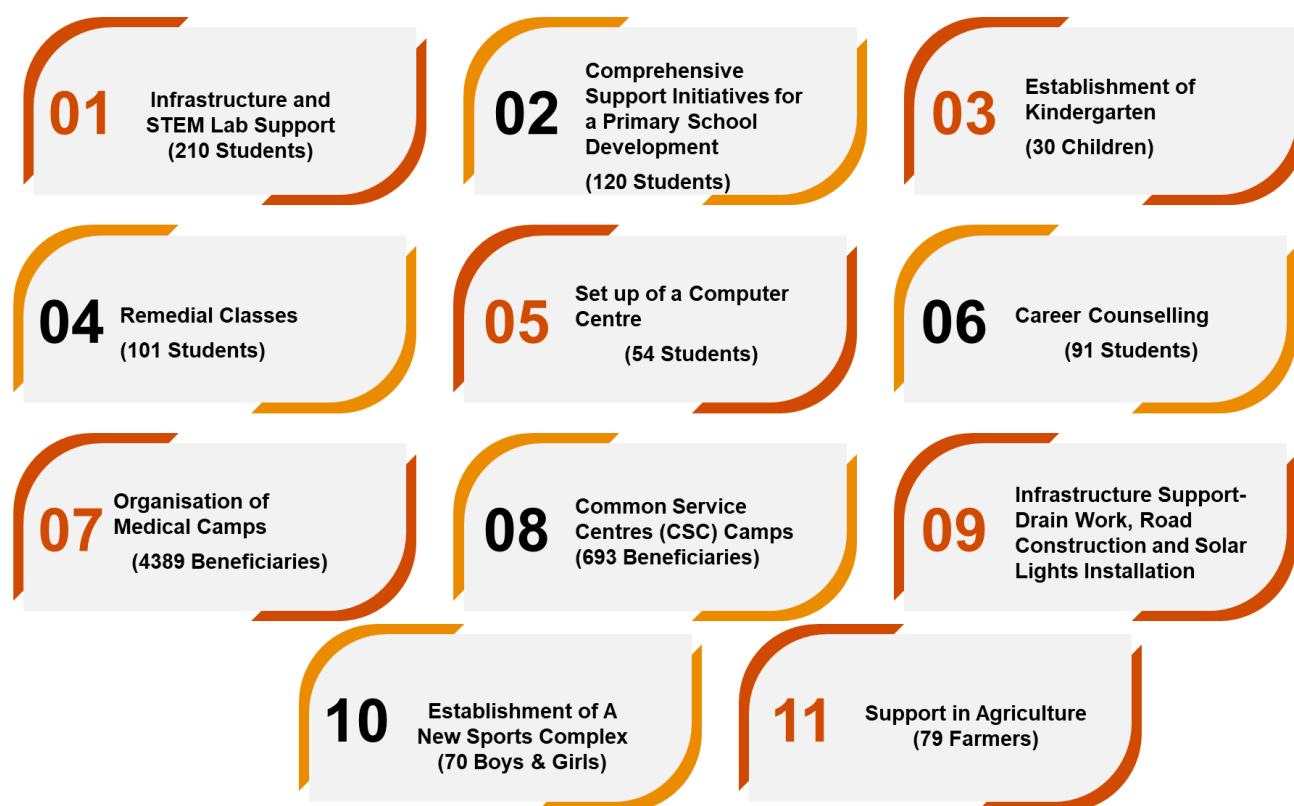 01
Infrastructure and
STEM Lab Support
(210 Students)
02
Comprehensive
Support Initiatives for
a Primary School
Development
(120 Students)
03
Establishment of
Kindergarten
(30 Children)
04
Remedial Classes
(101 Students)
05
Set up of a Computer
Centre
(54 Students)
06
Career Counselling
(91 Students)
07
Organisation of
Medical Camps
(4389 Beneficiaries)
08
Common Service
Centres (CSC) Camps
(693 Beneficiaries)
09
Infrastructure Support-
Drain Work, Road
Construction and Solar
Lights Installation
10
Establishment of A
New Sports Complex
(70 Boys & Girls)
11
Support in Agriculture
(79 Farmers)